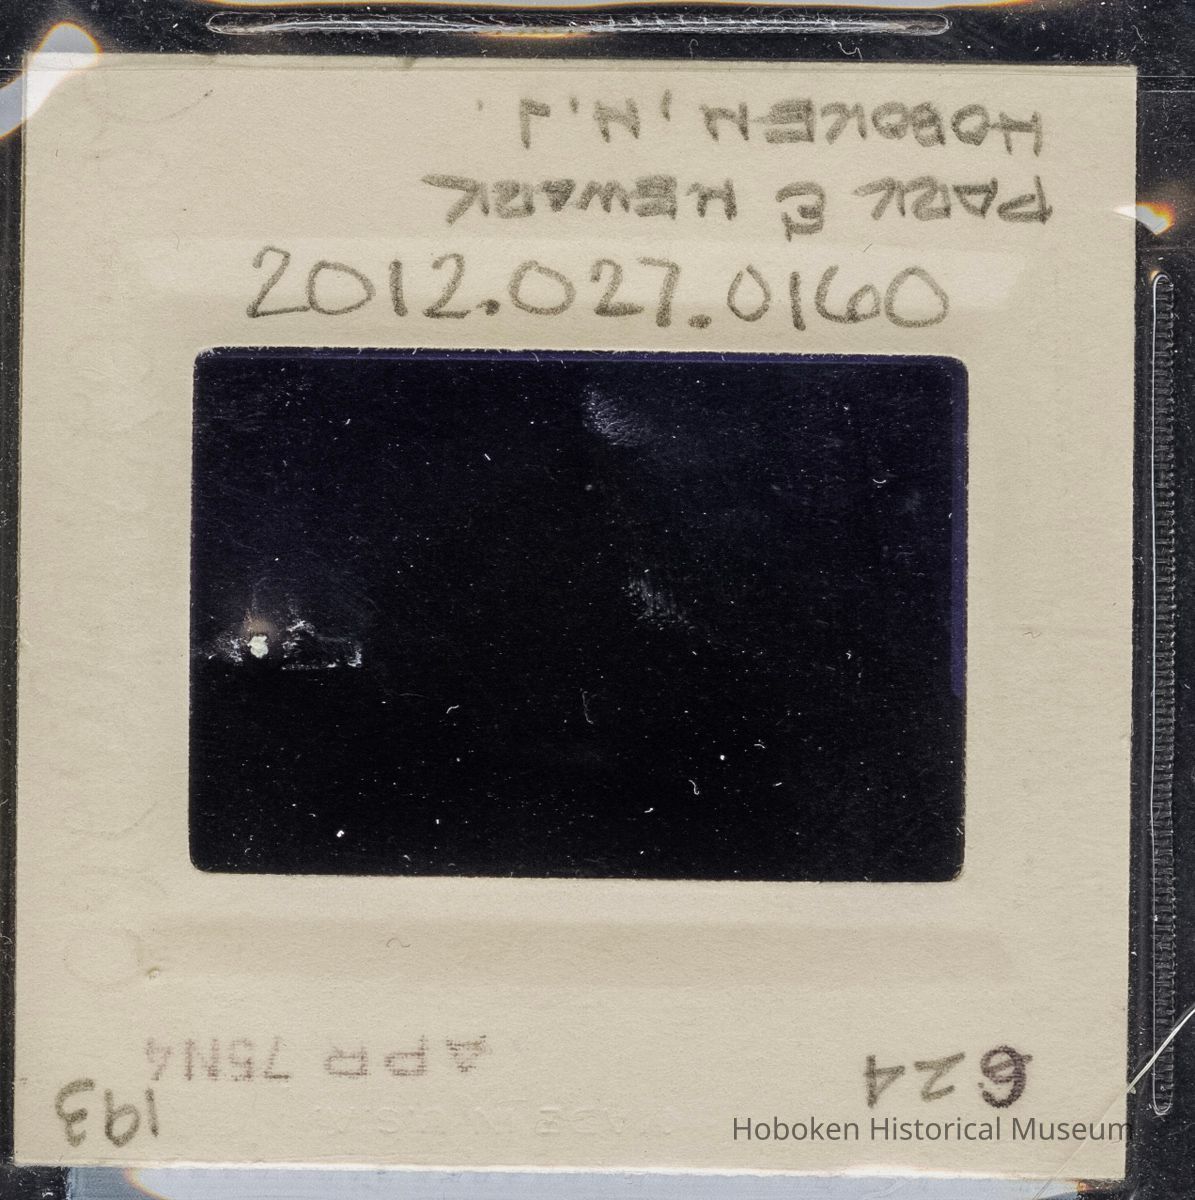 HOBOKEN, N.J.
PARK & NEWARK
2012.027.0160
APR 75N4
624
193
Hoboken Historical Museum